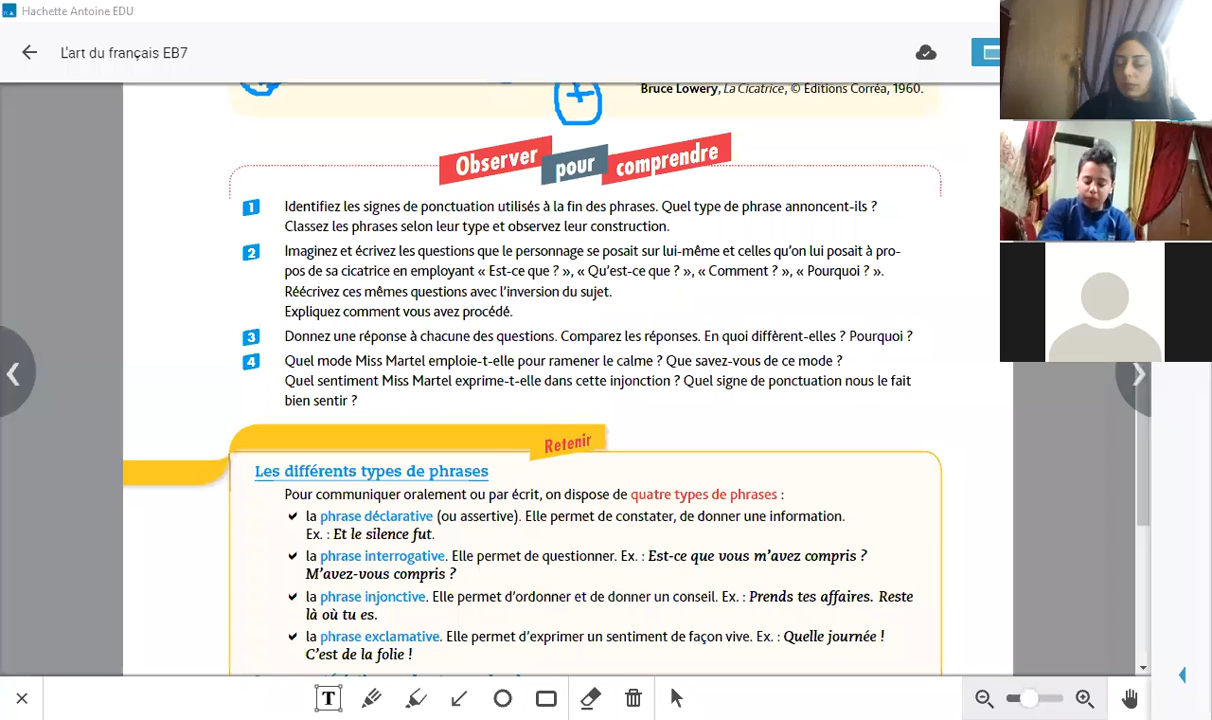 Hachette Antoine EDU
L'art du français EB7
Bruce Lowery, La Cicatrice, © Éditions Corrêa, 1960.
Observer pour comprendre
1 Identifiez les signes de ponctuation utilisés à la fin des phrases. Quel type de phrase annoncent-ils ?
Classez les phrases selon leur type et observez leur construction.
2 Imaginez et écrivez les questions que le personnage se posait sur lui-même et celles qu'on lui posait à pro-
pos de sa cicatrice en employant « Est-ce que ? », « Qu'est-ce que ? », « Comment ? », « Pourquoi ? ».
Réécrivez ces mêmes questions avec l'inversion du sujet.
Expliquez comment vous avez procédé.
3 Donnez une réponse à chacune des questions. Comparez les réponses. En quoi diffèrent-elles ? Pourquoi ?
4 Quel mode Miss Martel emploie-t-elle pour ramener le calme ? Que savez-vous de ce mode ?
Quel sentiment Miss Martel exprime-t-elle dans cette injonction ? Quel signe de ponctuation nous le fait
bien sentir ?
Retenir
Les différents types de phrases
Pour communiquer oralement ou par écrit, on dispose de quatre types de phrases :
la phrase déclarative (ou assertive). Elle permet de constater, de donner une information.
Ex. : Et le silence fut.
la phrase interrogative. Elle permet de questionner. Ex. : Est-ce que vous m'avez compris ?
M'avez-vous compris ?
la phrase injonctive. Elle permet d'ordonner et de donner un conseil. Ex. : Prends tes affaires. Reste
là où tu es.
la phrase exclamative. Elle permet d'exprimer un sentiment de façon vive. Ex. : Quelle journée !
C'est de la folie !
T